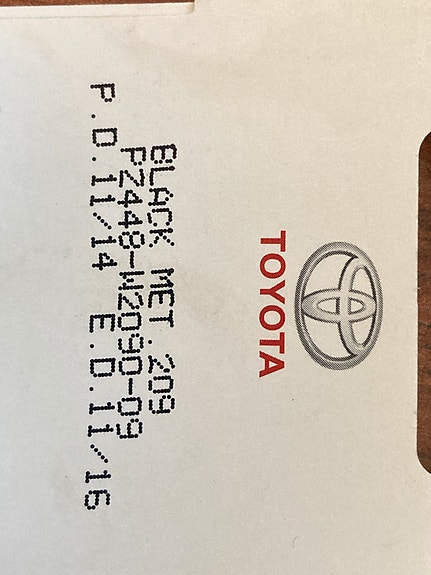 TOYOTA
BLACK MET.209
PZ448-W2090-09
P.D.11/14 E.D.11/16